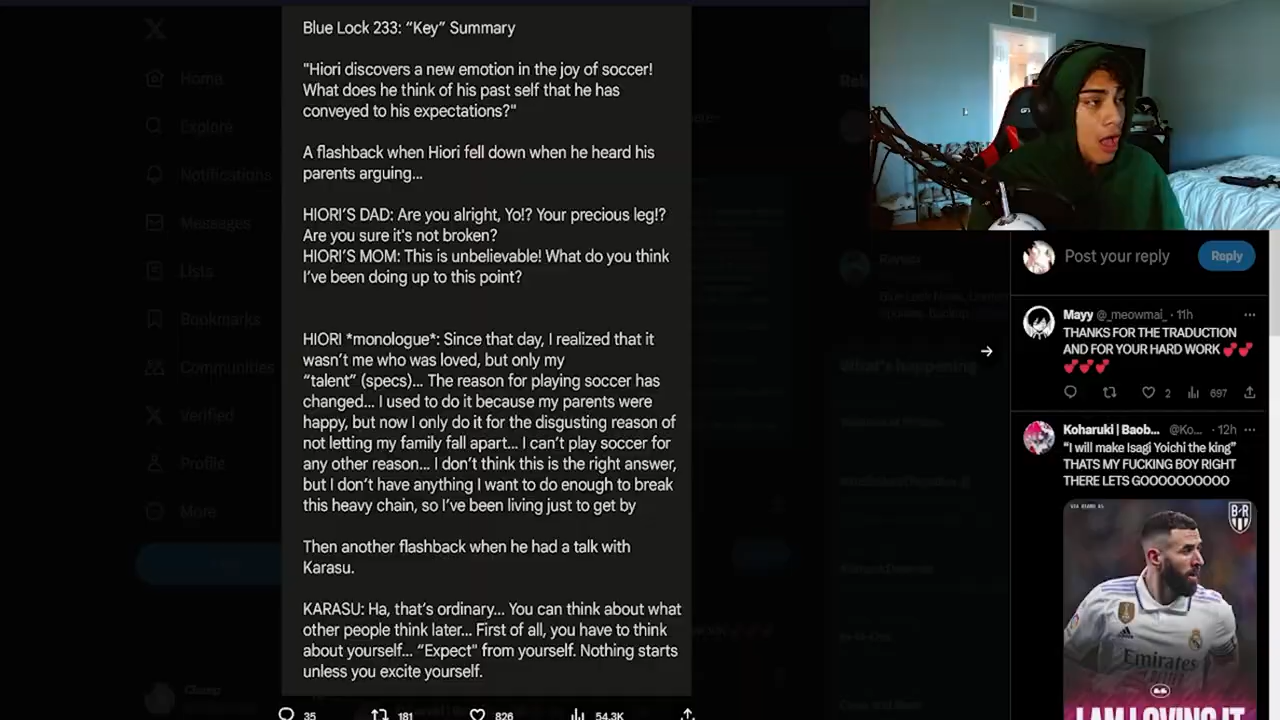 Blue Lock 233: “Key” Summary
"Hiori discovers a new emotion in the joy of soccer!
What does he think of his past self that he has
conveyed to his expectations?"
A flashback when Hiori fell down when he heard his
parents arguing...
HIORI’S DAD: Are you alright, Yo!? Your precious leg!?
Are you sure it's not broken?
HIORI’S MOM: This is unbelievable! What do you think
I’ve been doing up to this point?
HIORI *monologue*: Since that day, I realized that it
wasn’t me who was loved, but only my
“talent” (specs)... The reason for playing soccer has
changed... I used to do it because my parents were
happy, but now I only do it for the disgusting reason of
not letting my family fall apart... I can’t play soccer for
any other reason... I don’t think this is the right answer,
but I don’t have anything I want to do enough to break
this heavy chain, so I’ve been living just to get by
Then another flashback when he had a talk with
Karasu.
KARASU: Ha, that’s ordinary... You can think about what
other people think later... First of all, you have to think
about yourself... “Expect" from yourself. Nothing starts
unless you excite yourself.
35
181
826
54.3K
Home
Explore
Notifications
Messages
Lists
Bookmarks
Communities
Verified
Profile
More
What's happening
Post your reply
Reply
Mayy @_meowmai_ · 11h
THANKS FOR THE TRADUCTION
AND FOR YOUR HARD WORK 💕💕
💕💕💕
2
697
Koharuki | Baob... @Ko... · 12h
“I will make Isagi Yoichi the king”
THATS MY FUCKING BOY RIGHT
THERE LETS GOOOOOOOOOO
B/R
Emirates
I AM LOVING IT